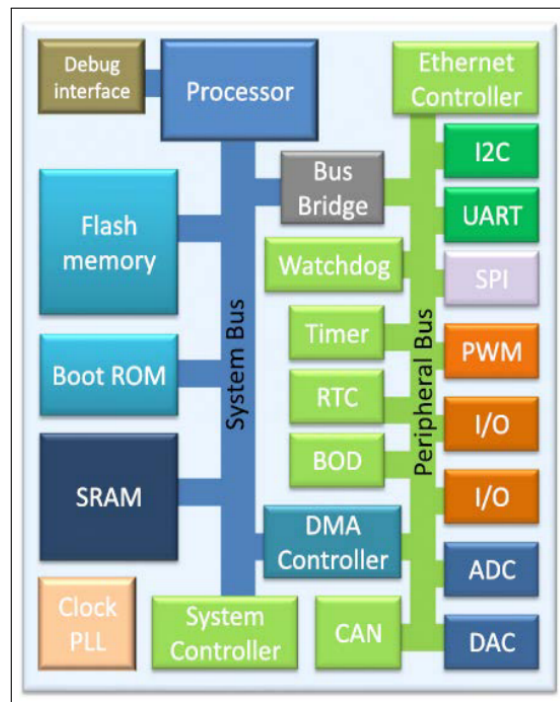 Debug
interface
Processor
Ethernet
Controller
I2C
Bus
Bridge
Flash
memory
UART
Watchdog
SPI
System Bus
Peripheral Bus
Timer
PWM
Boot ROM
RTC
I/O
BOD
SRAM
I/O
DMA
Controller
ADC
Clock
PLL
System
Controller
CAN
DAC